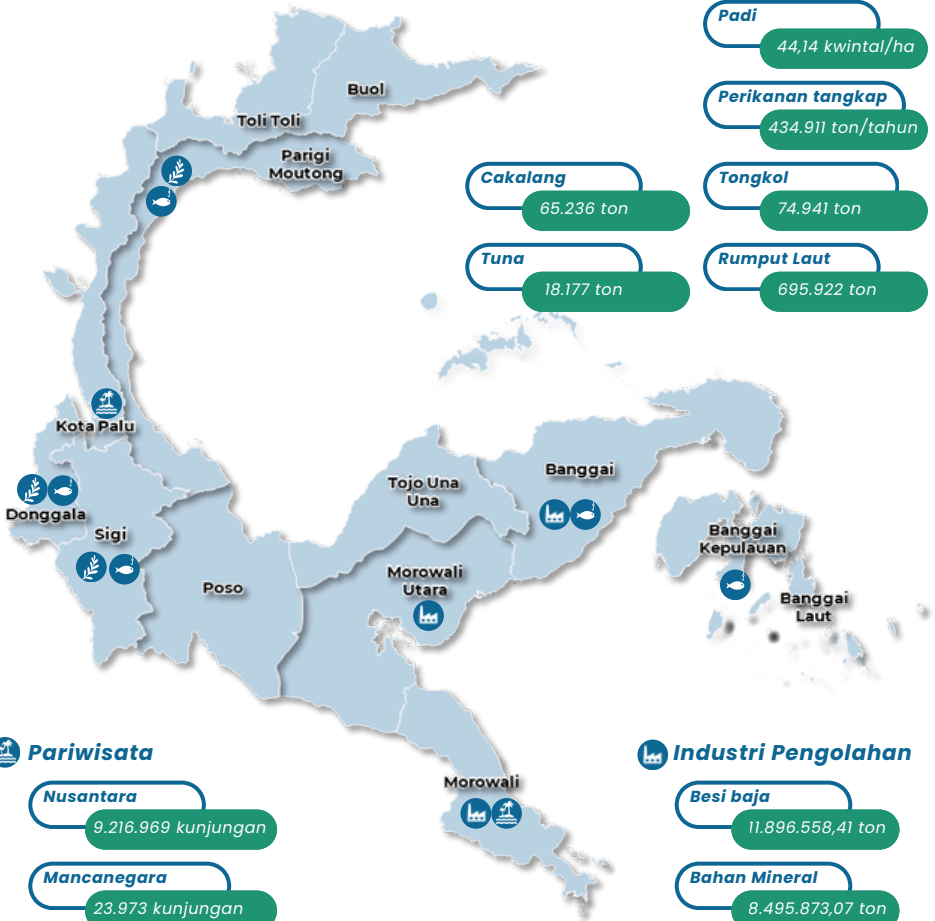 Padi
44,14 kwintal/ha
Buol
Perikanan tangkap
Toli Toli
434.911 ton/tahun
Parigi
Moutong
Cakalang
65.236 ton
Tongkol
74.941 ton
Tuna
18.177 ton
Rumput Laut
695.922 ton
Kota Palu
Donggala
Sigi
Poso
Tojo Una
Una
Banggai
Morowali
Utara
Banggai
Kepulauan
Banggai
Laut
Morowali
Pariwisata
Nusantara
9.216.969 kunjungan
Mancanegara
23.973 kunjungan
Industri Pengolahan
Besi baja
11.896.558,41 ton
Bahan Mineral
8.495.873,07 ton